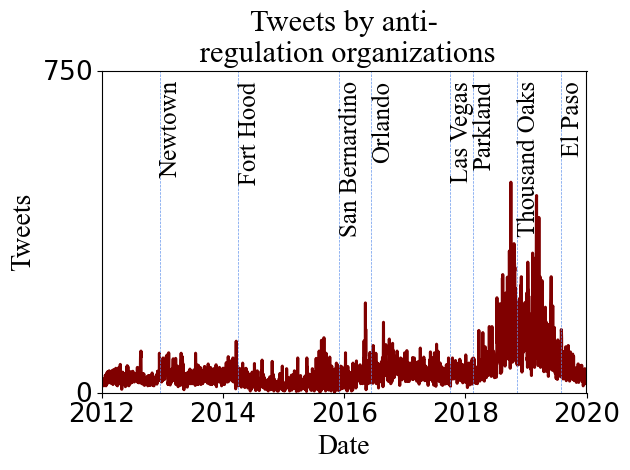 Tweets by anti-
regulation organizations
750
Newtown
Fort Hood
San Bernardino
Orlando
Las Vegas
Parkland
Thousand Oaks
El Paso
Tweets
0
2012 2014 2016 2018 2020
Date